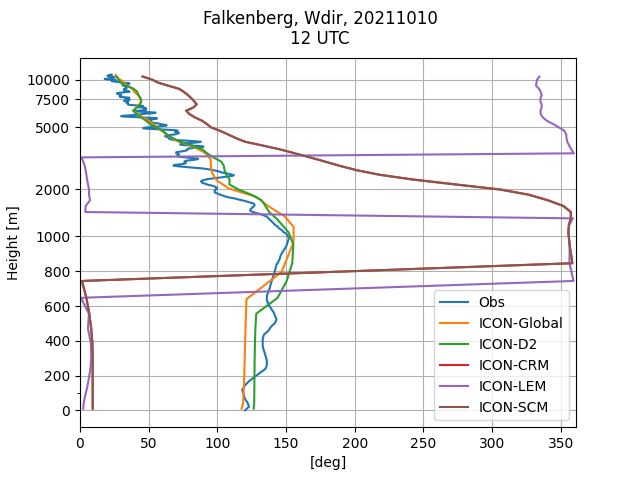 Falkenberg, Wdir, 20211010
12 UTC
Height [m]
10000
7500
5000
2000
1000
800
600
400
200
0
0 50 100 150 200 250 300 350
[deg]
Obs
ICON-Global
ICON-D2
ICON-CRM
ICON-LEM
ICON-SCM